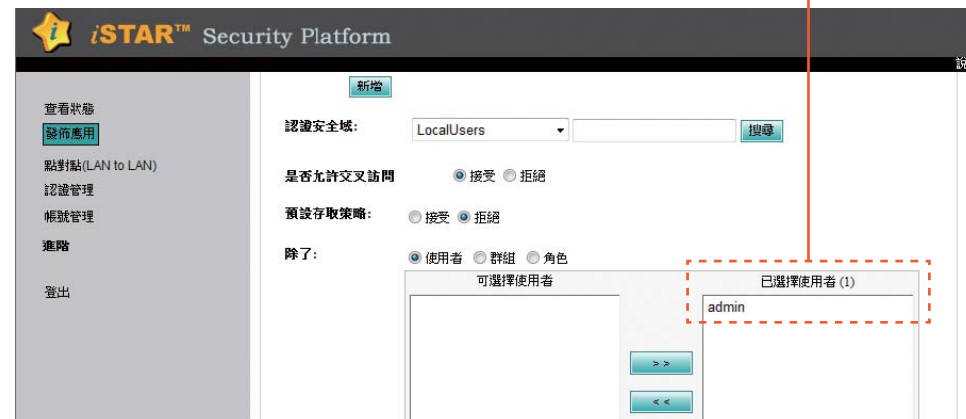 iSTAR™ Security Platform
新增
查看狀態
發佈應用
點對點(LAN to LAN)
認證管理
帳號管理
進階
登出
認證安全域: LocalUsers 搜尋
是否允許交叉訪問 接受 拒絕
預設存取策略: 接受 拒絕
除了: 使用者 群組 角色
可選擇使用者 已選擇使用者 (1)
admin
> >
< <